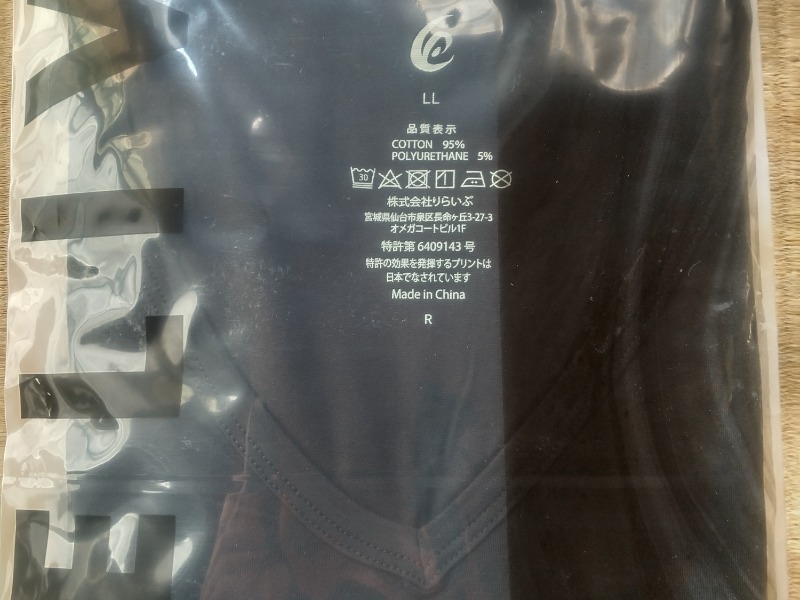 LL
品質表示
COTTON 95%
POLYURETHANE 5%
30
株式会社りらいぶ
宮城県仙台市泉区長命ヶ丘3-27-3
オメガコートビル1F
特許第 6409143 号
特許の効果を発揮するプリントは
日本でなされています
Made in China
R